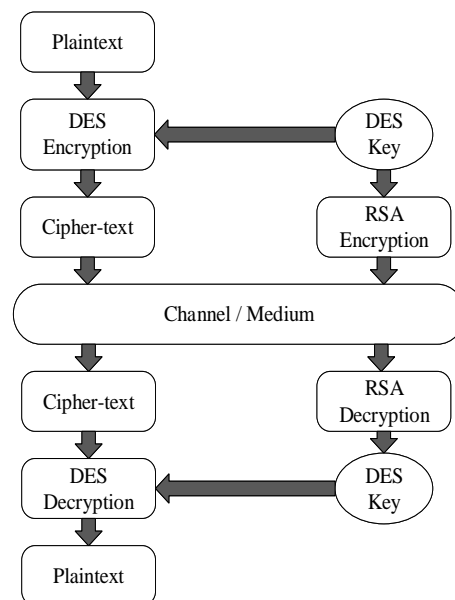 Plaintext
DES
Encryption
DES
Key
Cipher-text
RSA
Encryption
Channel / Medium
Cipher-text
RSA
Decryption
DES
Decryption
DES
Key
Plaintext